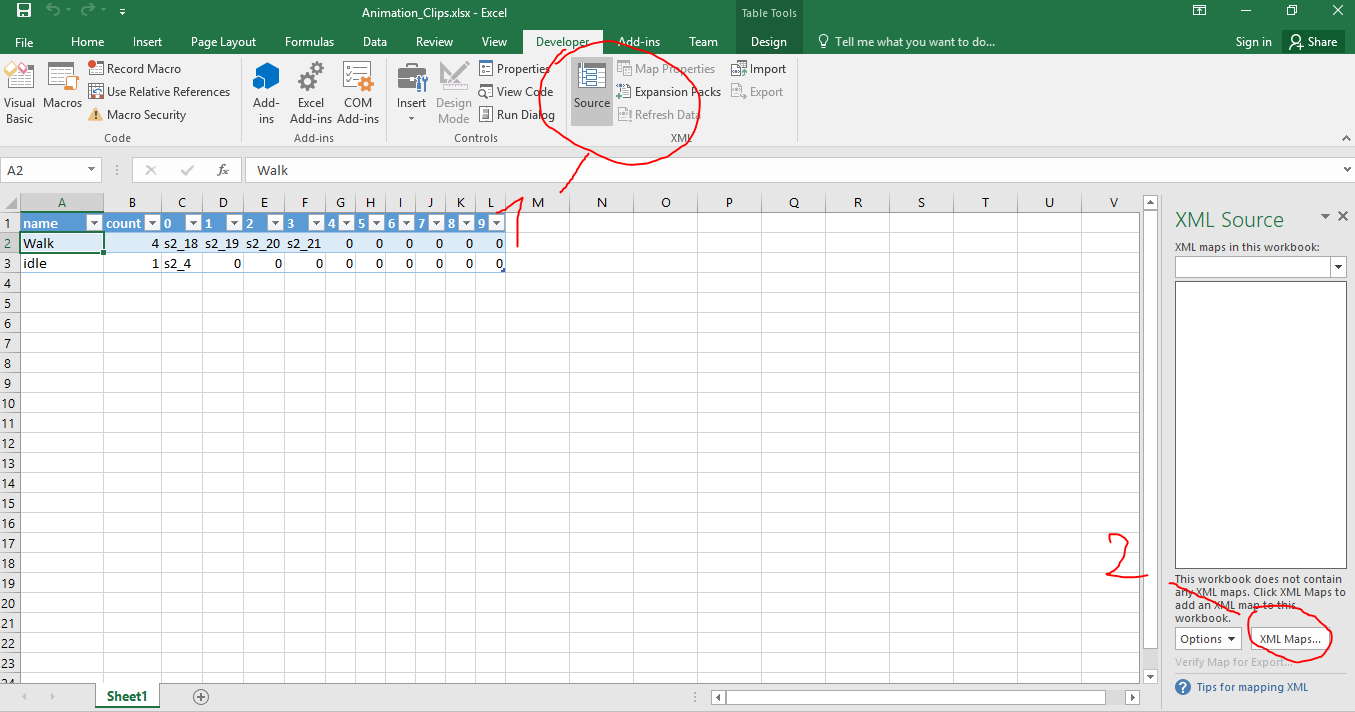 Animation_Clips.xlsx - Excel
Table Tools
File Home Insert Page Layout Formulas Data Review View Developer Add-ins Team Design Tell me what you want to do... Sign in Share
Visual Basic
Macros
Record Macro
Use Relative References
Macro Security
Code
Add-ins
Excel Add-ins
COM Add-ins
Add-ins
Insert
Design Mode
Properties
View Code
Run Dialog
Controls
Source
Map Properties
Expansion Packs
Refresh Data
Import
Export
XML
A2 fx Walk
A B C D E F G H I J K L M N O P Q R S T U V
1 name count 0 1 2 3 4 5 6 7 8 9
2 Walk 4 s2_18 s2_19 s2_20 s2_21 0 0 0 0 0 0
3 idle 1 s2_4 0 0 0 0 0 0 0 0 0
4
5
6
7
8
9
10
11
12
13
14
15
16
17
18
19
20
21
22
23
24
1
2
XML Source
XML maps in this workbook:
This workbook does not contain
any XML maps. Click XML Maps to
add an XML map to this
workbook.
Options XML Maps...
Verify Map for Export...
Tips for mapping XML
Sheet1